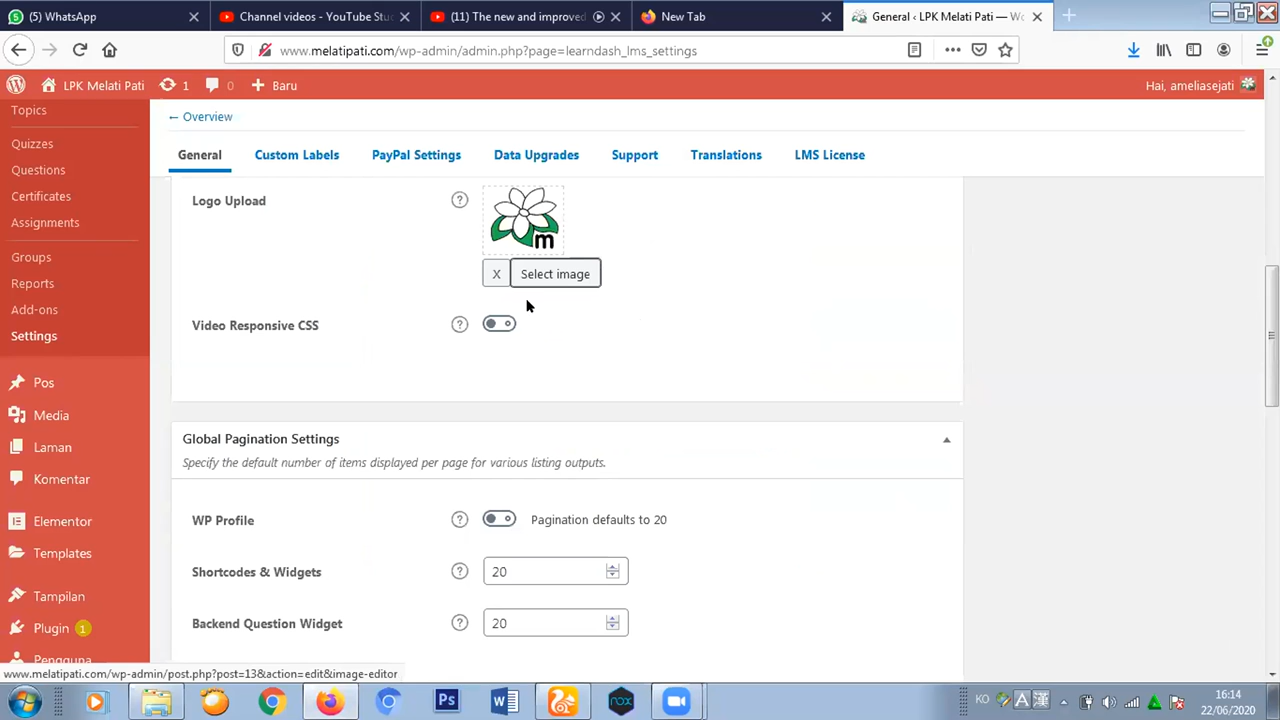 (5) WhatsApp
Channel videos - YouTube Stu
(11) The new and improved
New Tab
General ‹ LPK Melati Pati — Wo
www.melatipati.com/wp-admin/admin.php?page=learndash_lms_settings
LPK Melati Pati
1
0
Baru
Hai, ameliasejati
Topics
Quizzes
Questions
Certificates
Assignments
Groups
Reports
Add-ons
Settings
Pos
Media
Laman
Komentar
Elementor
Templates
Tampilan
Plugin 1
Pengguna
← Overview
General
Custom Labels
PayPal Settings
Data Upgrades
Support
Translations
LMS License
Logo Upload
m
X
Select image
Video Responsive CSS
Global Pagination Settings
Specify the default number of items displayed per page for various listing outputs.
WP Profile
Pagination defaults to 20
Shortcodes & Widgets
20
Backend Question Widget
20
www.melatipati.com/wp-admin/post.php?post=13&action=edit&image-editor
Ps
W
nox
KO
A
漢
16:14
22/06/2020